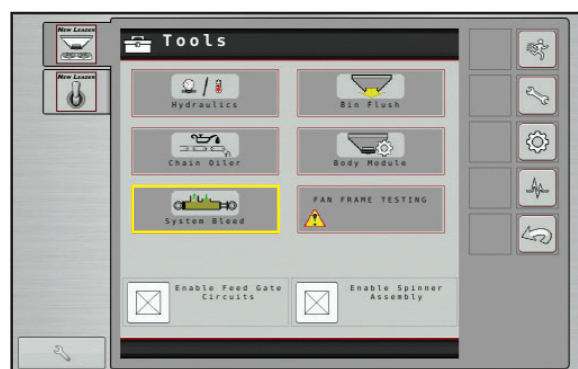 New Leader
New Leader
Tools
Hydraulics
Bin Flush
Chain Oiler
Body Module
System Bleed
FAN FRAME TESTING
Enable Feed Gate
Circuits
Enable Spinner
Assembly